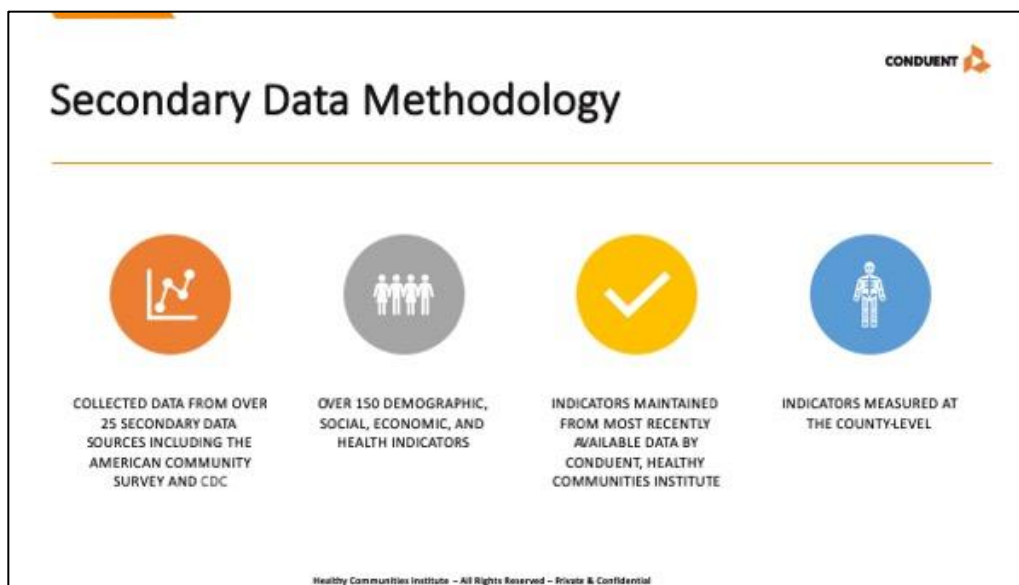 CONDUENT
Secondary Data Methodology
COLLECTED DATA FROM OVER
25 SECONDARY DATA
SOURCES INCLUDING THE
AMERICAN COMMUNITY
SURVEY AND CDC
OVER 150 DEMOGRAPHIC,
SOCIAL, ECONOMIC, AND
HEALTH INDICATORS
INDICATORS MAINTAINED
FROM MOST RECENTLY
AVAILABLE DATA BY
CONDUENT, HEALTHY
COMMUNITIES INSTITUTE
INDICATORS MEASURED AT
THE COUNTY-LEVEL
Healthy Communities Institute – All Rights Reserved – Private & Confidential